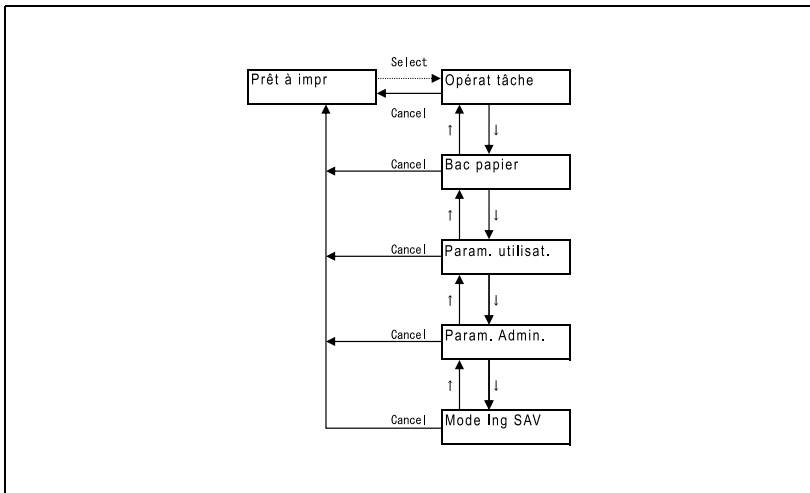 Select
Prêt à impr
Opérat tâche
Cancel
↑ ↓
Cancel
Bac papier
↑ ↓
Cancel
Param. utilisat.
↑ ↓
Cancel
Param. Admin.
↑ ↓
Cancel
Mode Ing SAV